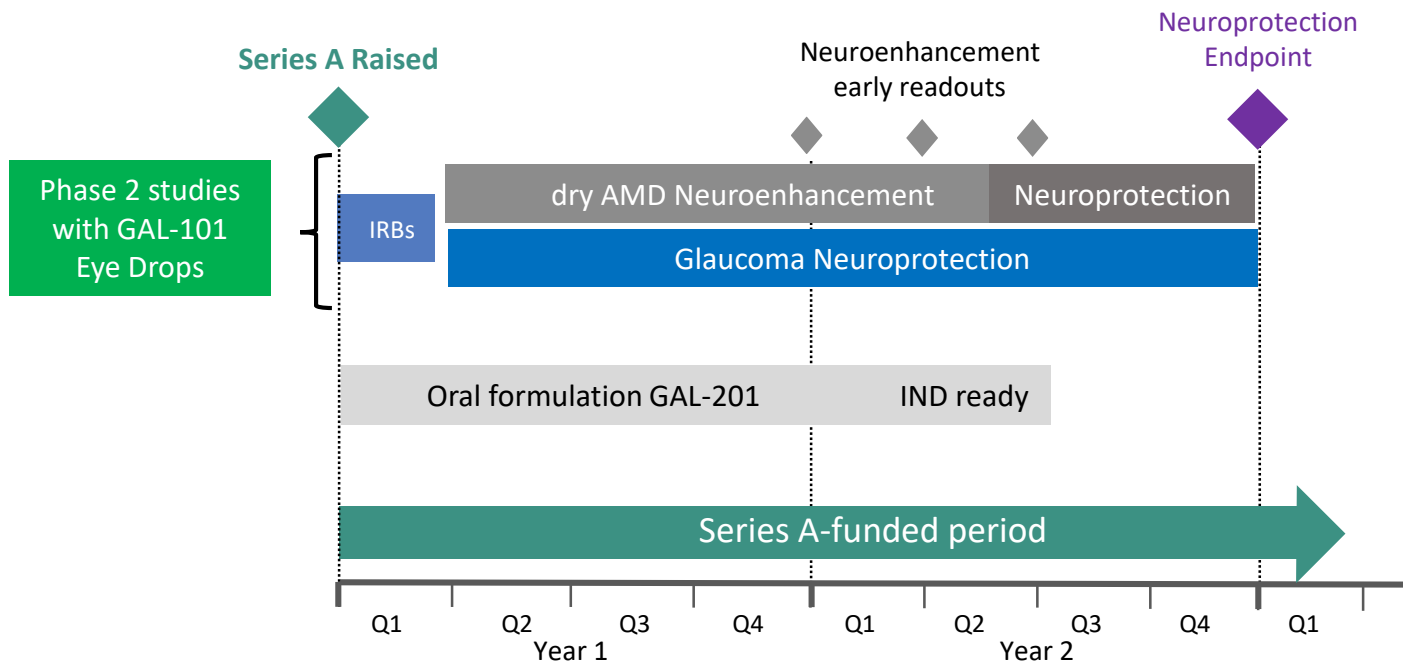 Neuroprotection
Endpoint
Series A Raised
Neuroenhancement
early readouts
Phase 2 studies
with GAL-101
Eye Drops
IRBs
dry AMD Neuroenhancement
Neuroprotection
Glaucoma Neuroprotection
Oral formulation GAL-201
IND ready
Series A-funded period
Q1 Q2 Q3 Q4 Q1 Q2 Q3 Q4 Q1
Year 1 Year 2